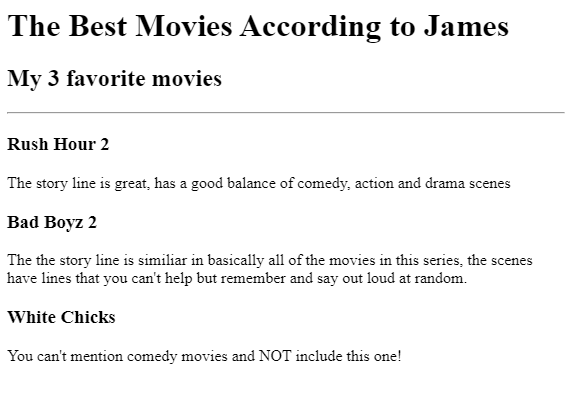 The Best Movies According to James
My 3 favorite movies
Rush Hour 2
The story line is great, has a good balance of comedy, action and drama scenes
Bad Boyz 2
The the story line is similiar in basically all of the movies in this series, the scenes
have lines that you can't help but remember and say out loud at random.
White Chicks
You can't mention comedy movies and NOT include this one!